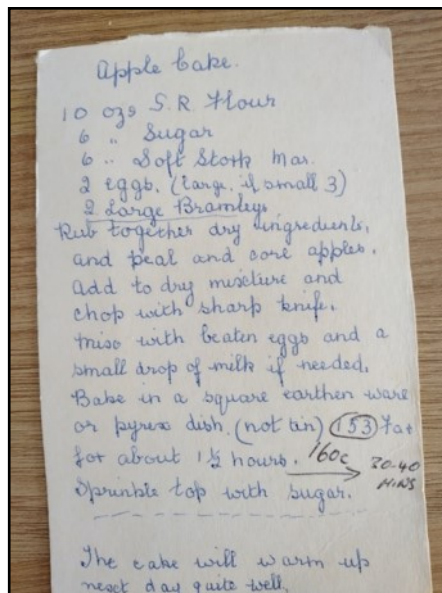 Apple Cake.
10 ozs S.R. Flour
6 " Sugar
6 " Soft Stork Mar.
2 eggs. (large. if small 3)
2 Large Bramleys
Rub together dry ingredients,
and peal and core apples.
Add to dry mixture and
chop with sharp knife.
Mix with beaten eggs and a
small drop of milk if needed.
Bake in a square earthen ware
or pyrex dish. (not tin) 153 Fat
for about 1½ hours. 160c 30-40
MINS
Sprinkle top with sugar.
The cake will warm up
next day quite well.